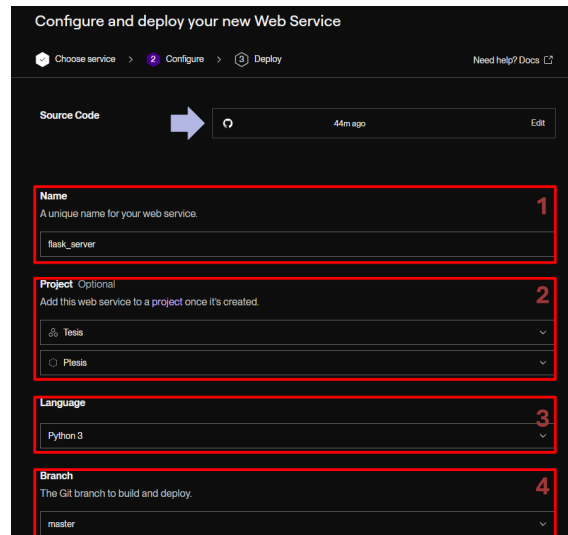 Configure and deploy your new Web Service
Choose service > 2 Configure > 3 Deploy
Need help? Docs
Source Code
44m ago
Edit
Name
A unique name for your web service.
1
flask_server
Project Optional
Add this web service to a project once it's created.
2
Tesis
Ptesis
Language
3
Python 3
Branch
The Git branch to build and deploy.
4
master